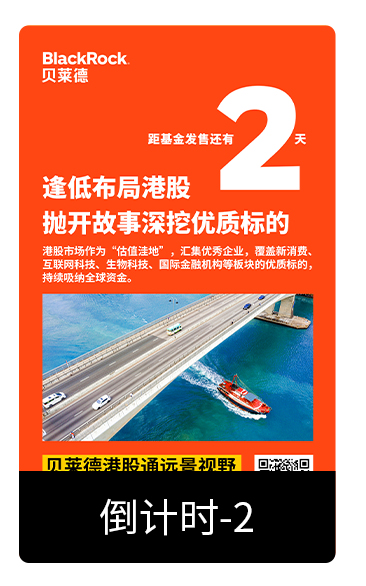 BlackRock.
贝莱德
距基金发售还有2天
逢低布局港股
抛开故事深挖优质标的
港股市场作为“估值洼地”，汇集优秀企业，覆盖新消费、
互联网科技、生物科技、国际金融机构等板块的优质标的，
持续吸纳全球资金。
贝莱德港股通远景视野
倒计时-2